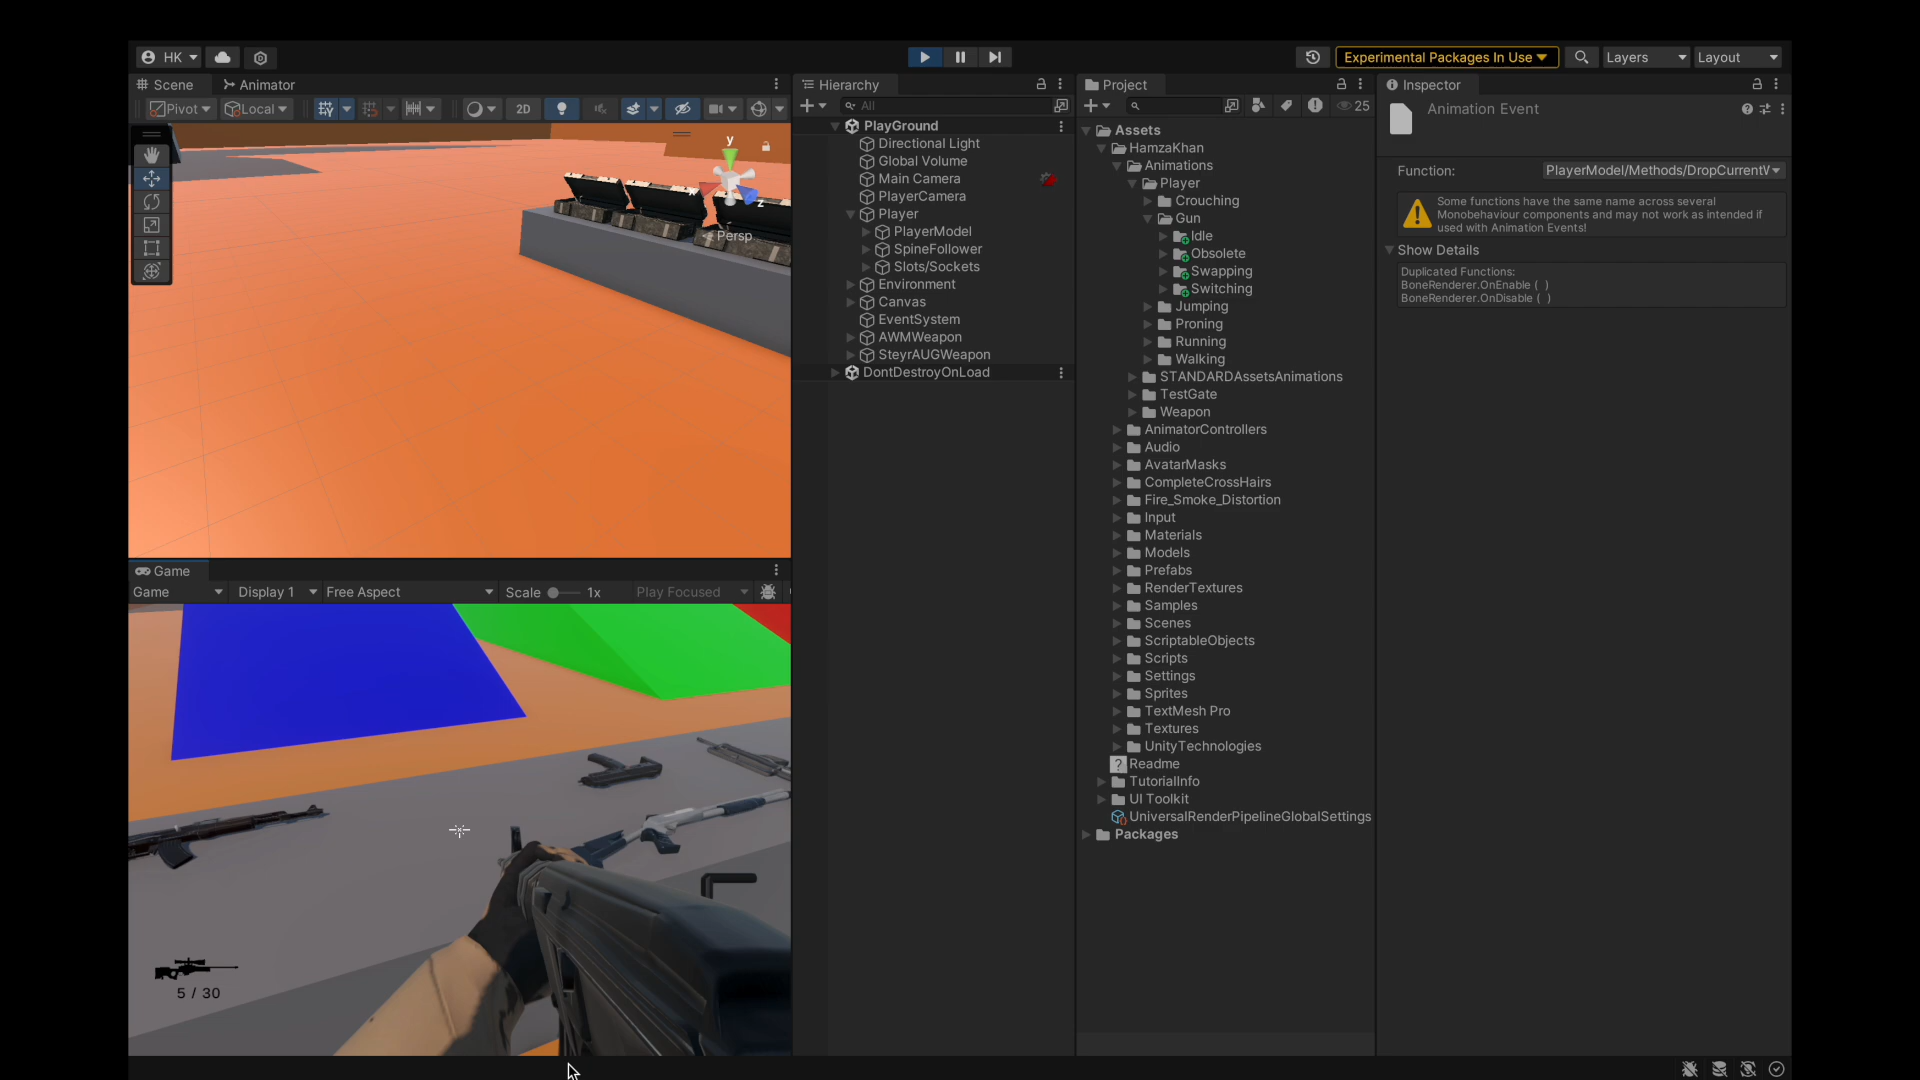 HK
Experimental Packages In Use
Layers
Layout
Scene
Animator
Pivot
Local
2D
y
x
z
Persp
Game
Game
Display 1
Free Aspect
Scale
1x
Play Focused
5 / 30
Hierarchy
All
PlayGround
Directional Light
Global Volume
Main Camera
PlayerCamera
Player
PlayerModel
SpineFollower
Slots/Sockets
Environment
Canvas
EventSystem
AWMWeapon
SteyrAUGWeapon
DontDestroyOnLoad
Project
25
Assets
HamzaKhan
Animations
Player
Crouching
Gun
Idle
Obsolete
Swapping
Switching
Jumping
Proning
Running
Walking
STANDARDAssetsAnimations
TestGate
Weapon
AnimatorControllers
Audio
AvatarMasks
CompleteCrossHairs
Fire_Smoke_Distortion
Input
Materials
Models
Prefabs
RenderTextures
Samples
Scenes
ScriptableObjects
Scripts
Settings
Sprites
TextMesh Pro
Textures
UnityTechnologies
Readme
TutorialInfo
UI Toolkit
UniversalRenderPipelineGlobalSettings
Packages
Inspector
Animation Event
Function:
PlayerModel/Methods/DropCurrentV
Some functions have the same name across several
Monobehaviour components and may not work as intended if
used with Animation Events!
Show Details
Duplicated Functions:
BoneRenderer.OnEnable ( )
BoneRenderer.OnDisable ( )